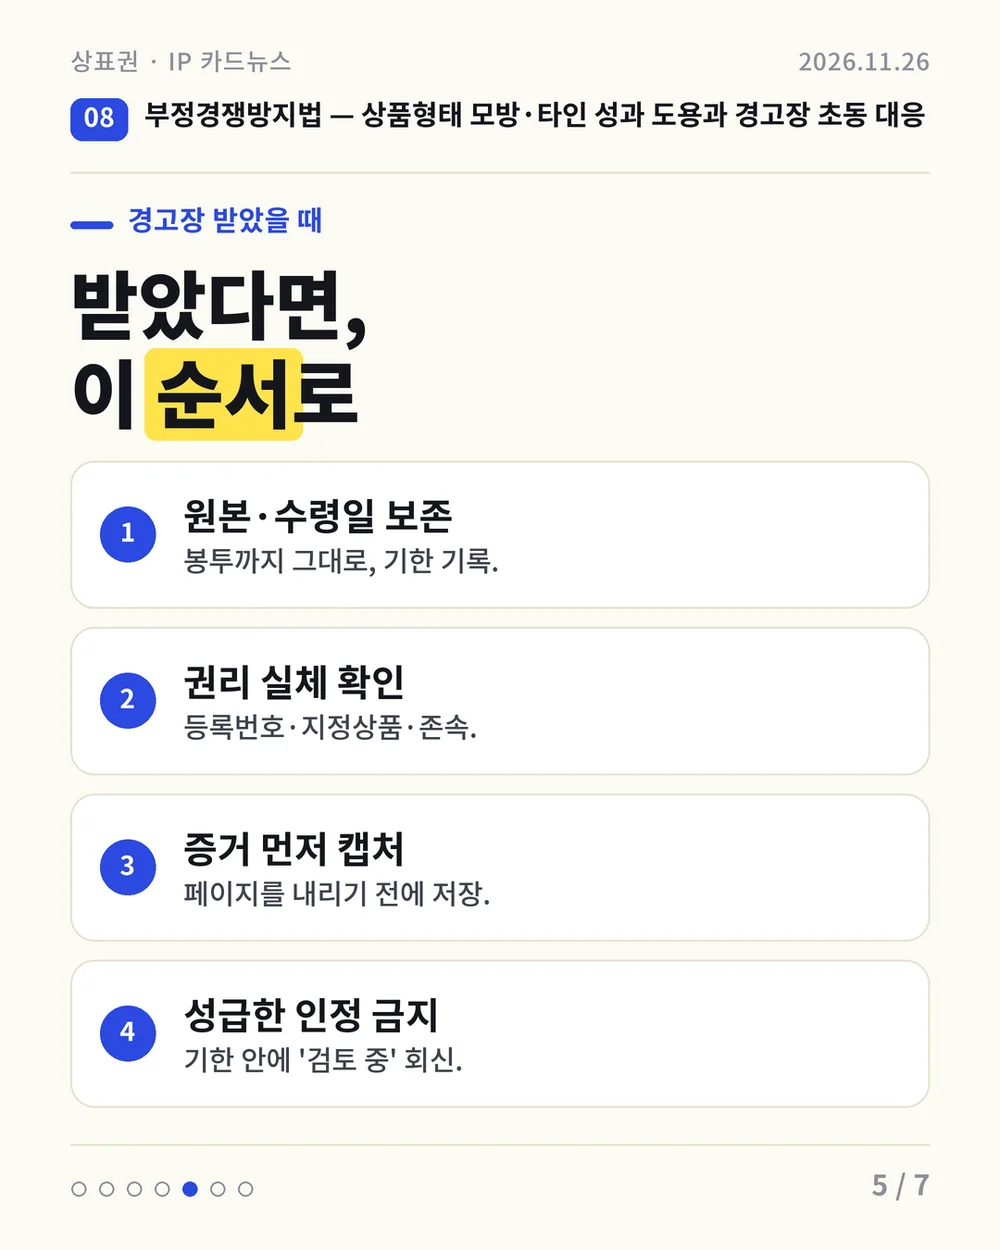 상표권 · IP 카드뉴스
2026.11.26
08 부정경쟁방지법 — 상품형태 모방·타인 성과 도용과 경고장 초동 대응
경고장 받았을 때
받았다면,
이 순서로
1
원본·수령일 보존
봉투까지 그대로, 기한 기록.
2
권리 실체 확인
등록번호·지정상품·존속.
3
증거 먼저 캡처
페이지를 내리기 전에 저장.
4
성급한 인정 금지
기한 안에 '검토 중' 회신.
5 / 7